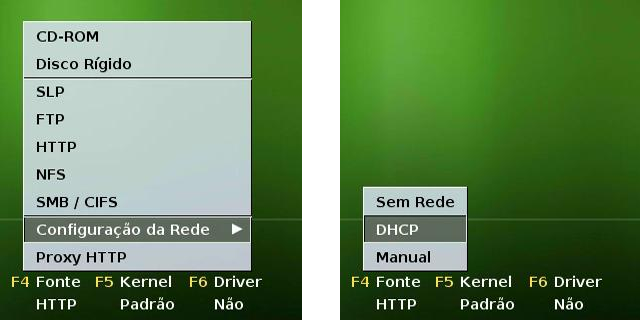 CD-ROM
Disco Rígido
SLP
FTP
HTTP
NFS
SMB / CIFS
Configuração da Rede
Proxy HTTP
F4 Fonte F5 Kernel F6 Driver
HTTP Padrão Não
Sem Rede
DHCP
Manual
F4 Fonte F5 Kernel F6 Driver
HTTP Padrão Não